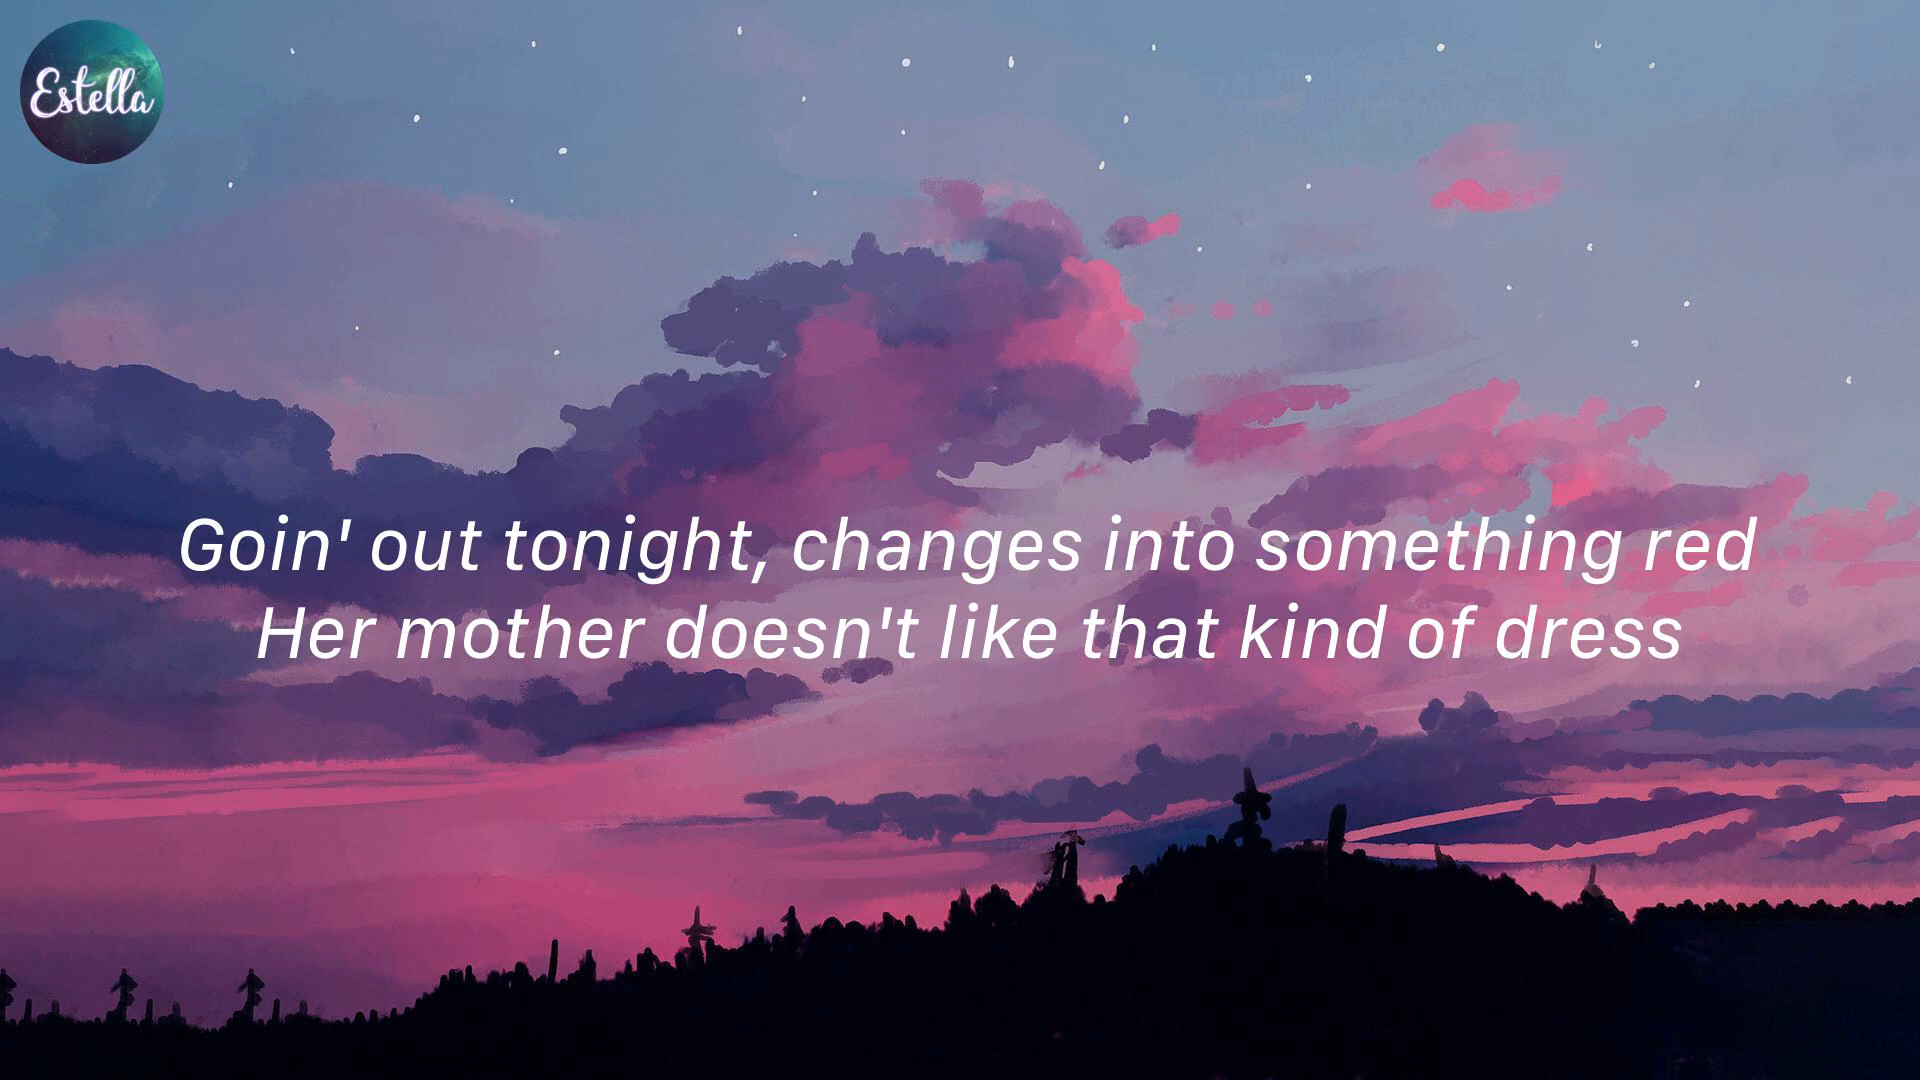 Estella
Goin' out tonight, changes into something red
Her mother doesn't like that kind of dress